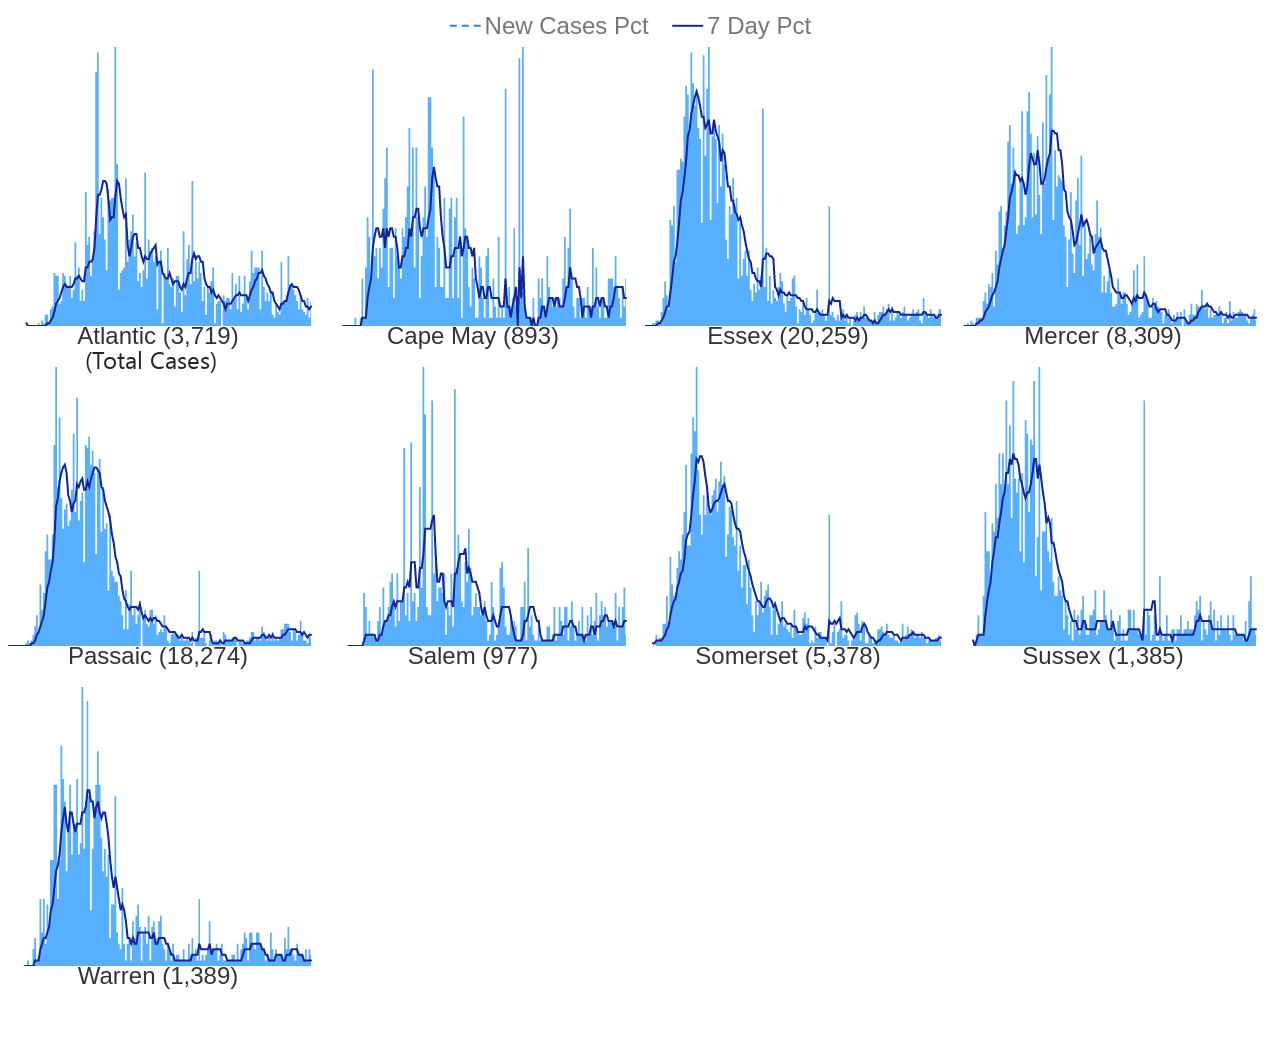 New Cases Pct 7 Day Pct
Atlantic (3,719) Cape May (893) Essex (20,259) Mercer (8,309)
(Total Cases)
Passaic (18,274) Salem (977) Somerset (5,378) Sussex (1,385)
Warren (1,389)